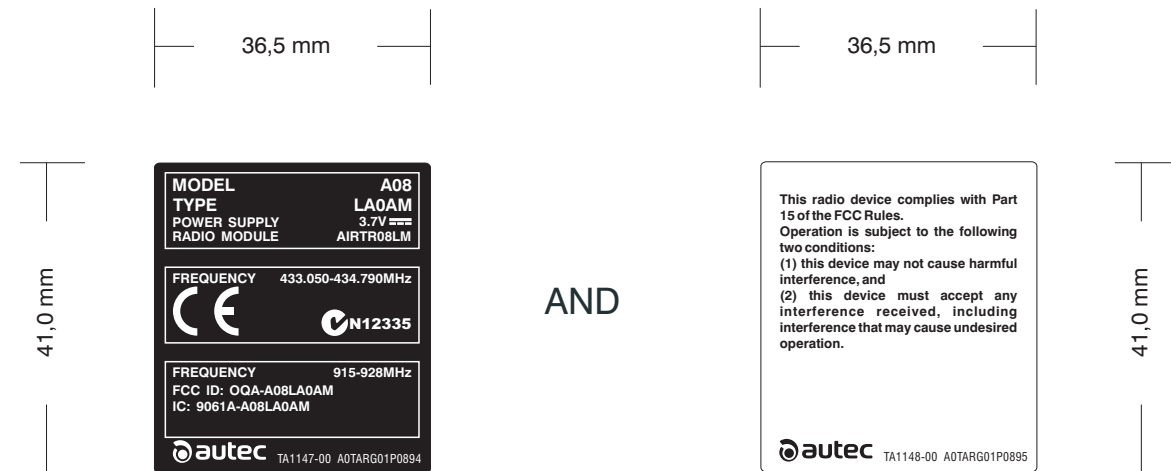 36,5 mm
36,5 mm
41,0 mm
MODEL A08
TYPE LA0AM
POWER SUPPLY 3.7V
RADIO MODULE AIRTR08LM
FREQUENCY 433.050-434.790MHz
CE N12335
FREQUENCY 915-928MHz
FCC ID: OQA-A08LA0AM
IC: 9061A-A08LA0AM
autec TA1147-00 A0TARG01P0894
AND
This radio device complies with Part
15 of the FCC Rules.
Operation is subject to the following
two conditions:
(1) this device may not cause harmful
interference, and
(2) this device must accept any
interference received, including
interference that may cause undesired
operation.
autec TA1148-00 A0TARG01P0895
41,0 mm